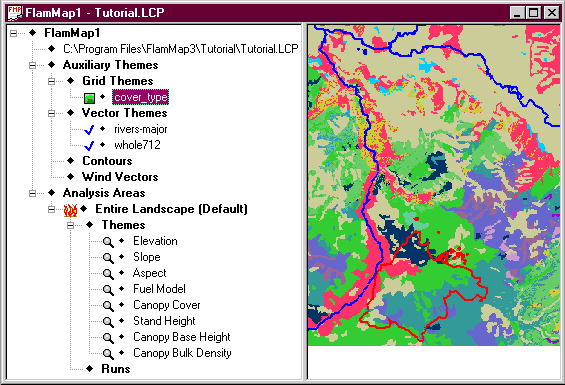 FlamMap1 - Tutorial.LCP
FlamMap1
C:\Program Files\FlamMap3\Tutorial\Tutorial.LCP
Auxiliary Themes
Grid Themes
cover_type
Vector Themes
rivers-major
whole712
Contours
Wind Vectors
Analysis Areas
Entire Landscape (Default)
Themes
Elevation
Slope
Aspect
Fuel Model
Canopy Cover
Stand Height
Canopy Base Height
Canopy Bulk Density
Runs